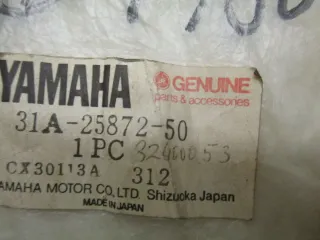 YAMAHA
GENUINE
parts & accessories
31A-25872-50
1 PC
CX30113A 312
YAMAHA MOTOR CO., LTD Shizuoka Japan
MADE IN JAPAN